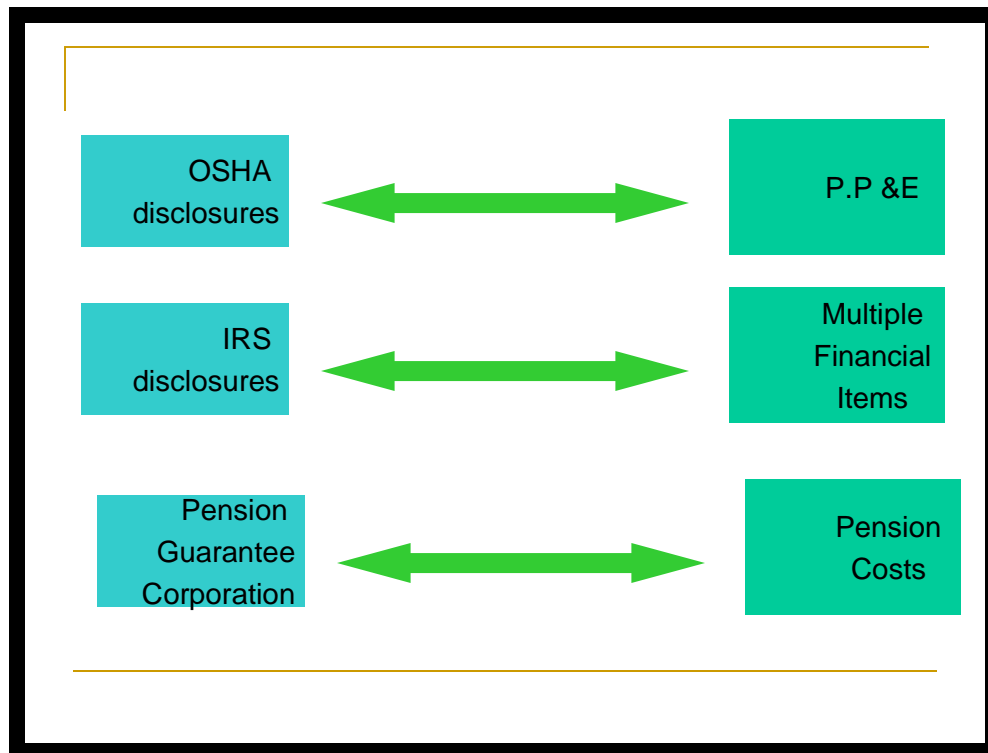 OSHA
disclosures
P.P &E
IRS
disclosures
Multiple
Financial
Items
Pension
Guarantee
Corporation
Pension
Costs